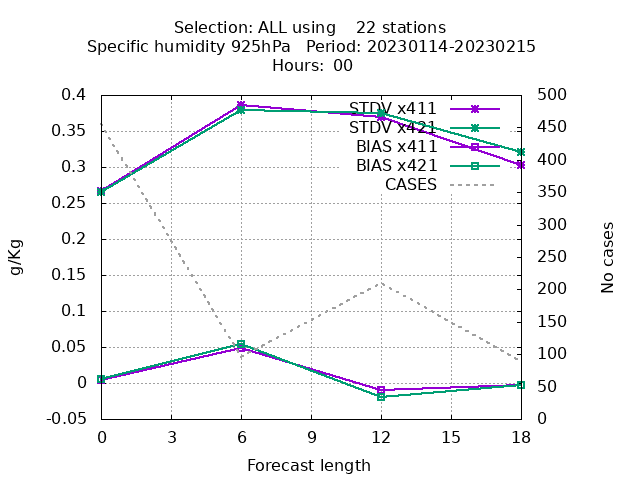 Selection: ALL using    22 stations
Specific humidity 925hPa   Period: 20230114-20230215
Hours:  00
0.4
0.35
0.3
0.25
0.2
0.15
0.1
0.05
0
-0.05
g/Kg
STDV x411
STDV x421
BIAS x411
BIAS x421
CASES
500
450
400
350
300
250
200
150
100
50
0
No cases
0 3 6 9 12 15 18
Forecast length